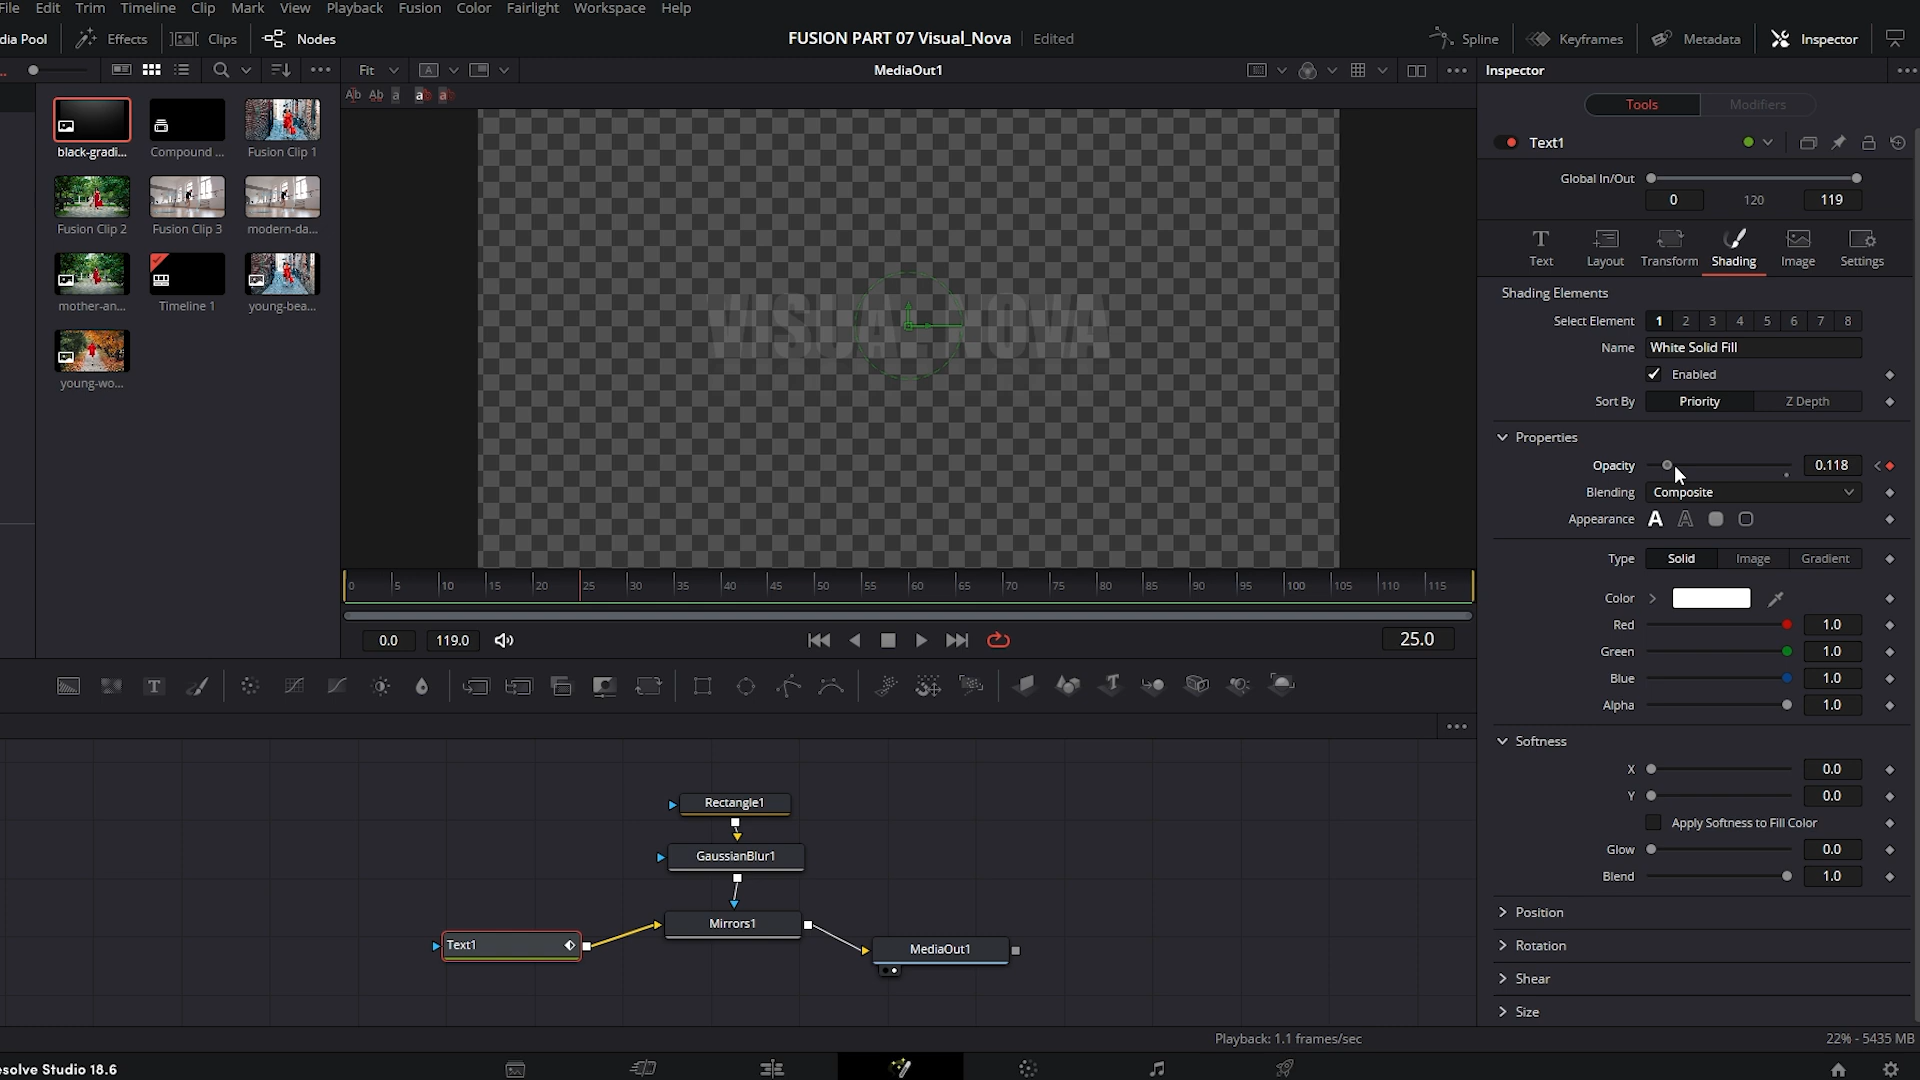 File Edit Trim Timeline Clip Mark View Playback Fusion Color Fairlight Workspace Help
dia Pool Effects Clips Nodes FUSION PART 07 Visual_Nova Edited Spline Keyframes Metadata Inspector
Fit A MediaOut1 Inspector
Ab Ab a a a
Tools Modifiers
Text1
black-gradi... Compound ... Fusion Clip 1
Global In/Out
0 120 119
Fusion Clip 2 Fusion Clip 3 modern-da...
Text Layout Transform Shading Image Settings
mother-an... Timeline 1 young-bea...
young-wo...
VISUAL NOVA
Shading Elements
Select Element 1 2 3 4 5 6 7 8
Name White Solid Fill
Enabled
Sort By Priority Z Depth
Properties
Opacity 0.118
Blending Composite
Appearance A A
Type Solid Image Gradient
Color
Red 1.0
Green 1.0
Blue 1.0
Alpha 1.0
Softness
X 0.0
Y 0.0
Apply Softness to Fill Color
Glow 0.0
Blend 1.0
Position
Rotation
Shear
Size
0 5 10 15 20 25 30 35 40 45 50 55 60 65 70 75 80 85 90 95 100 105 110 115
0.0 119.0 25.0
T T
Rectangle1
GaussianBlur1
Mirrors1
Text1
MediaOut1
Playback: 1.1 frames/sec 22% - 5435 MB
esolve Studio 18.6